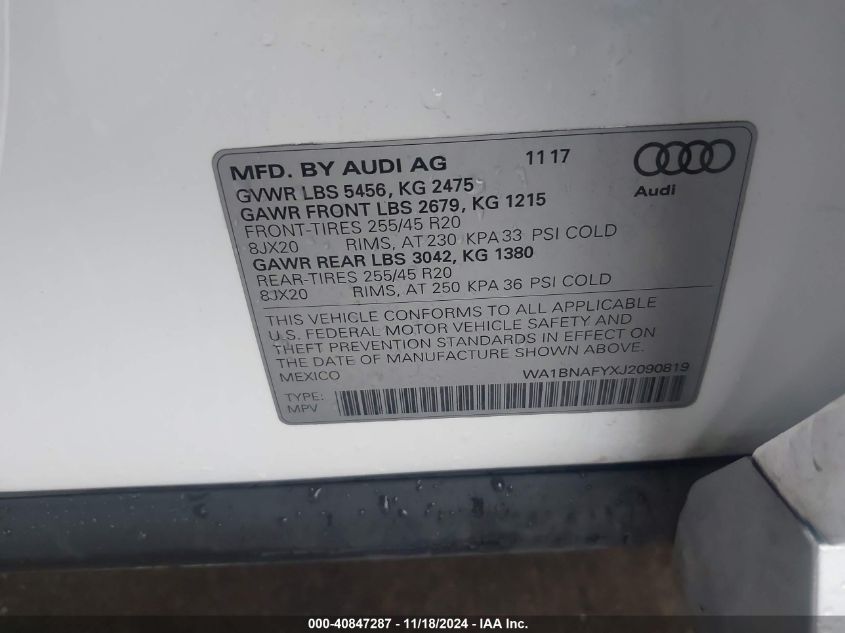 MFD. BY AUDI AG 11 17
Audi
GVWR LBS 5456, KG 2475
GAWR FRONT LBS 2679, KG 1215
FRONT-TIRES 255/45 R20
8JX20 RIMS, AT 230 KPA 33 PSI COLD
GAWR REAR LBS 3042, KG 1380
REAR-TIRES 255/45 R20
8JX20 RIMS, AT 250 KPA 36 PSI COLD
THIS VEHICLE CONFORMS TO ALL APPLICABLE
U.S. FEDERAL MOTOR VEHICLE SAFETY AND
THEFT PREVENTION STANDARDS IN EFFECT ON
THE DATE OF MANUFACTURE SHOWN ABOVE.
MEXICO WA1BNAFYXJ2090819
TYPE:
MPV
000-40847287 - 11/18/2024 - IAA Inc.